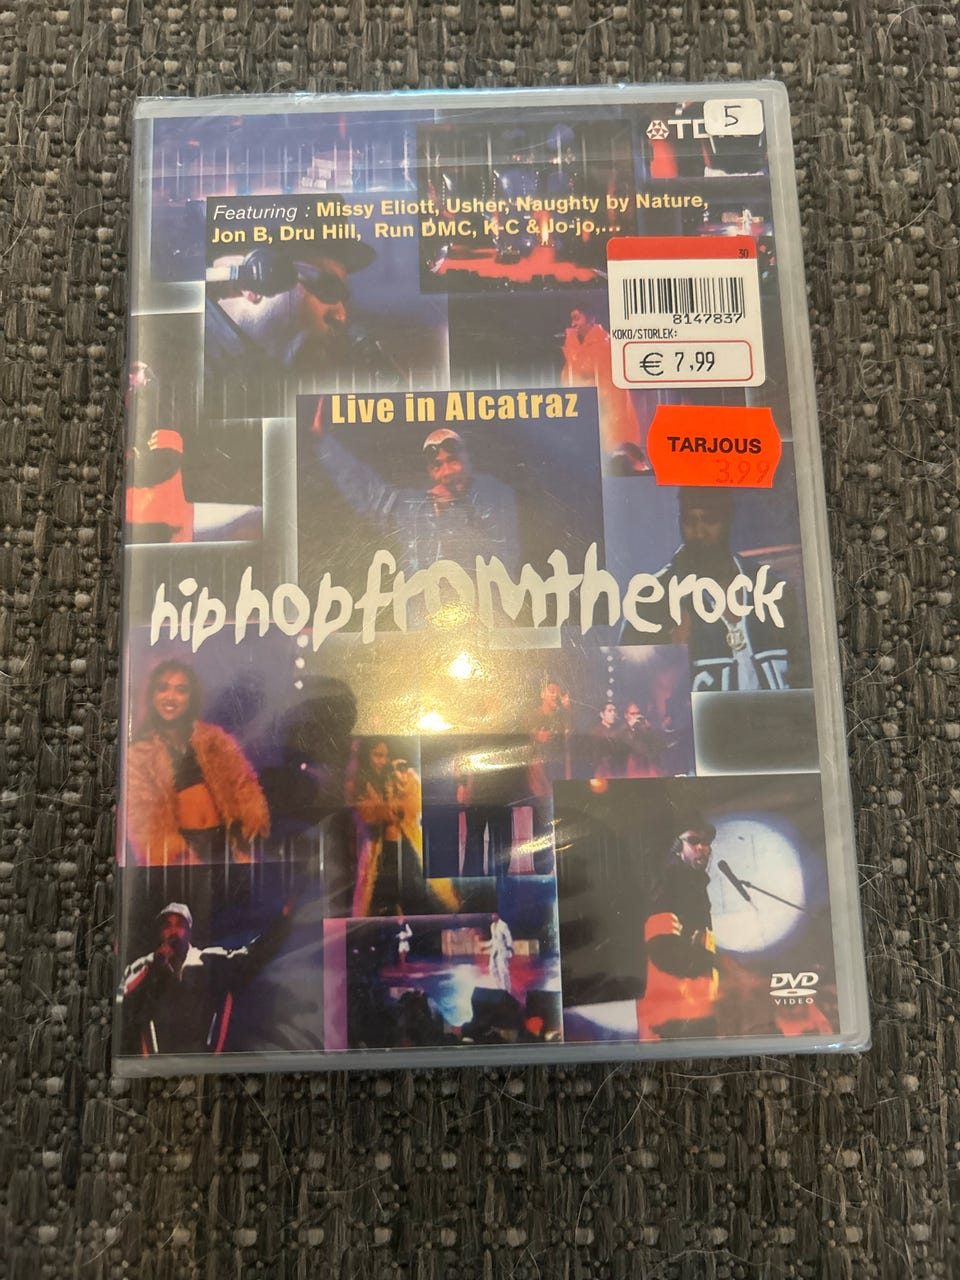 5
Featuring : Missy Eliott, Usher, Naughty by Nature,
Jon B, Dru Hill, Run DMC, K-C & Jo-jo,...
30
8147837
KOKO/STORLEK:
€ 7,99
Live in Alcatraz
TARJOUS
3.99
hiphopfromtherock
DVD
VIDEO